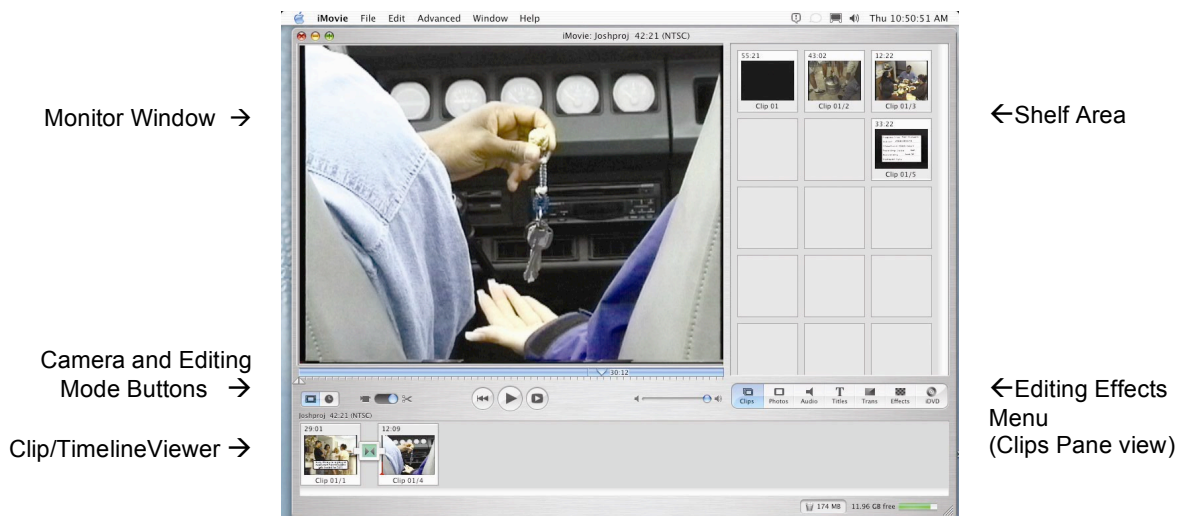 iMovie File Edit Advanced Window Help
Thu 10:50:51 AM
iMovie: Joshproj 42:21 (NTSC)
55:21
43:02
12:22
Clip 01
Clip 01/2
Clip 01/3
Monitor Window →
←Shelf Area
33:22
Clip 01/5
30:12
Camera and Editing
Mode Buttons →
Clips Photos Audio Titles Trans Effects iDVD
←Editing Effects
Menu
(Clips Pane view)
Joshproj 42:21 (NTSC)
29:01
12:09
Clip/TimelineViewer →
Clip 01/1
Clip 01/4
174 MB 11.96 GB free